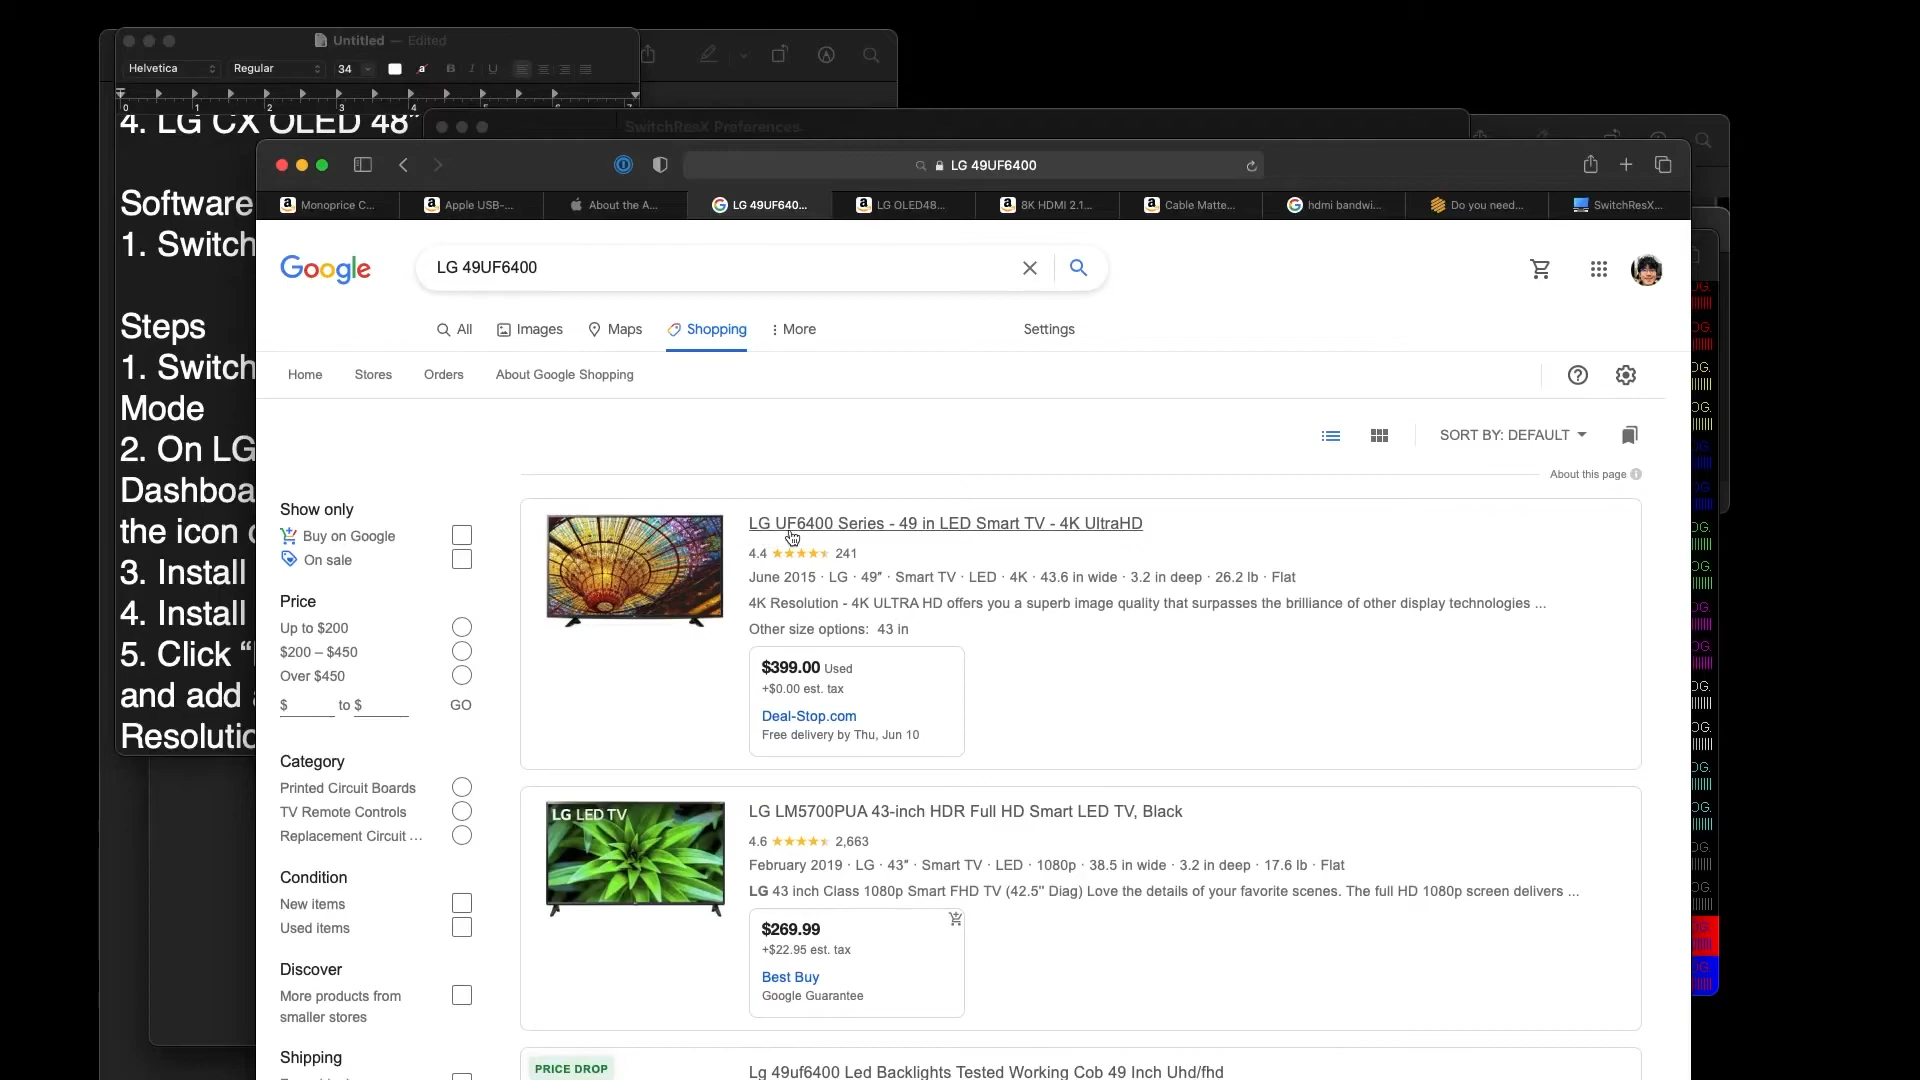 Untitled — Edited
Helvetica Regular 34 a B I U
0 1 2 3 4 5 6 7
4. LG CX OLED 48”
SwitchResX Preferences
LG 49UF6400
Monoprice C... Apple USB-... About the A... LG 49UF640... LG OLED48... 8K HDMI 2.1... Cable Matte... hdmi bandwi... Do you need... SwitchResX...
Software
1. Switch
Steps
1. Switch
Mode
2. On LG
Dashboa
the icon
3. Install
4. Install
5. Click “
and add
Resolutio
Google
LG 49UF6400
All Images Maps Shopping More Settings
Home Stores Orders About Google Shopping
SORT BY: DEFAULT
About this page
Show only
Buy on Google
On sale
Price
Up to $200
$200 – $450
Over $450
$ to $ GO
Category
Printed Circuit Boards
TV Remote Controls
Replacement Circuit ...
Condition
New items
Used items
Discover
More products from
smaller stores
Shipping
LG UF6400 Series - 49 in LED Smart TV - 4K UltraHD
4.4 ★★★★★ 241
June 2015 · LG · 49″ · Smart TV · LED · 4K · 43.6 in wide · 3.2 in deep · 26.2 lb · Flat
4K Resolution - 4K ULTRA HD offers you a superb image quality that surpasses the brilliance of other display technologies ...
Other size options: 43 in
$399.00 Used
+$0.00 est. tax
Deal-Stop.com
Free delivery by Thu, Jun 10
LG LED TV
LG LM5700PUA 43-inch HDR Full HD Smart LED TV, Black
4.6 ★★★★★ 2,663
February 2019 · LG · 43″ · Smart TV · LED · 1080p · 38.5 in wide · 3.2 in deep · 17.6 lb · Flat
LG 43 inch Class 1080p Smart FHD TV (42.5" Diag) Love the details of your favorite scenes. The full HD 1080p screen delivers ...
$269.99
+$22.95 est. tax
Best Buy
Google Guarantee
PRICE DROP
Lg 49uf6400 Led Backlights Tested Working Cob 49 Inch Uhd/fhd